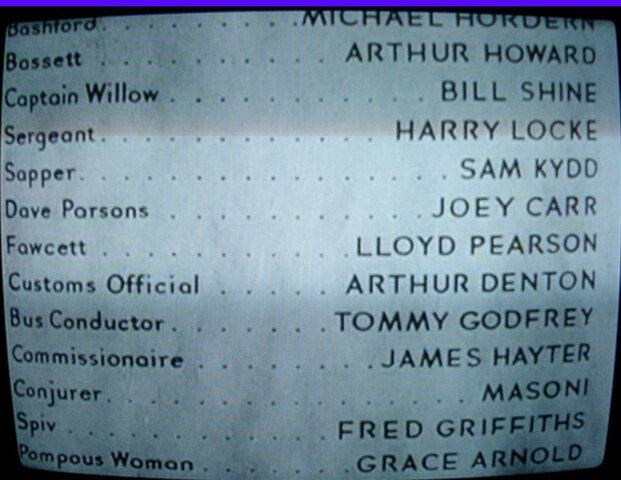 Bashford. . . . . . . . .MICHAEL HORDERN
Bassett . . . . . . . . . . ARTHUR HOWARD
Captain Willow . . . . . . . . . . BILL SHINE
Sergeant. . . . . . . . . . . . HARRY LOCKE
Sapper. . . . . . . . . . . . . . . SAM KYDD
Dave Parsons . . . . . . . . . .JOEY CARR
Fawcett . . . . . . . . . .LLOYD PEARSON
Customs Official . . . . . ARTHUR DENTON
Bus Conductor. . . . . . .TOMMY GODFREY
Commissionaire . . . . . . . .JAMES HAYTER
Conjurer. . . . . . . . . . . . . . . MASONI
Spiv . . . . . . . . . . . FRED GRIFFITHS
Pompous Woman . . . . . . .GRACE ARNOLD